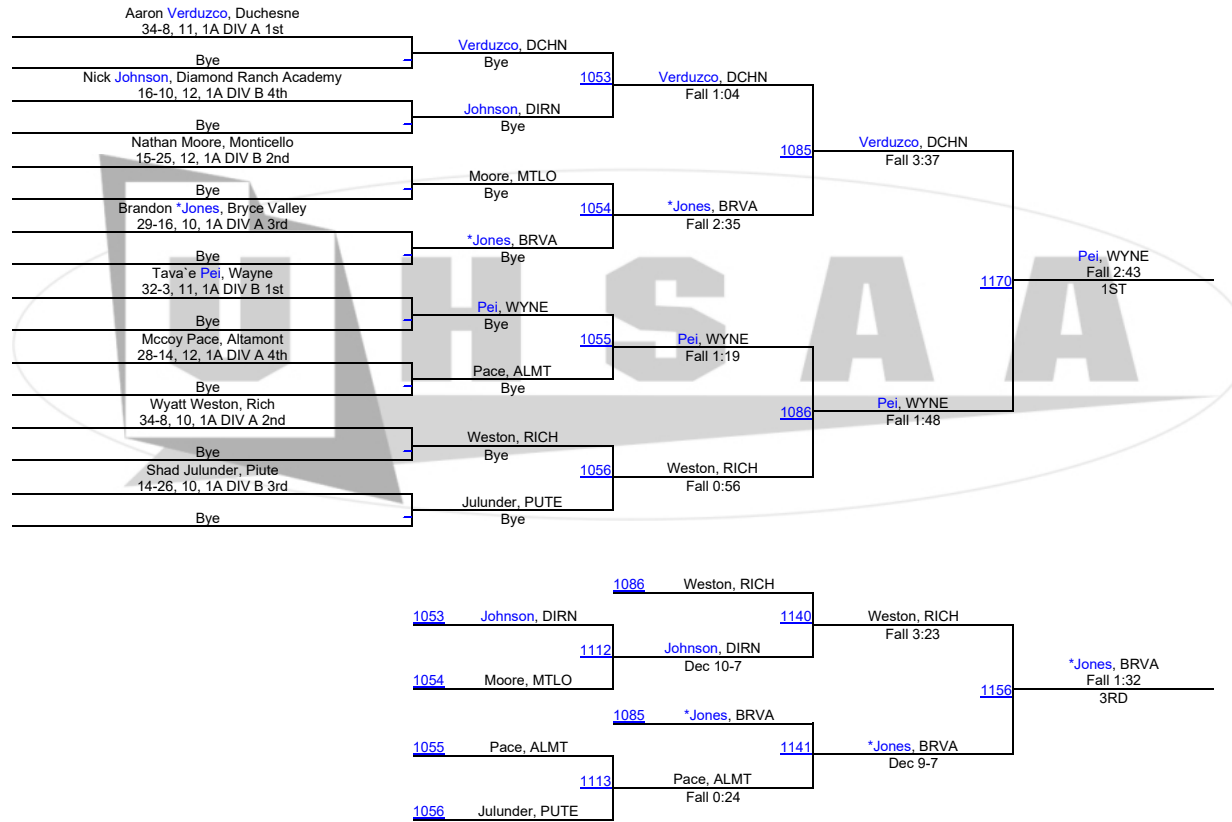 Aaron Verduzco, Duchesne
34-8, 11, 1A DIV A 1st
Bye
Nick Johnson, Diamond Ranch Academy
16-10, 12, 1A DIV B 4th
Bye
Nathan Moore, Monticello
15-25, 12, 1A DIV B 2nd
Bye
Brandon *Jones, Bryce Valley
29-16, 10, 1A DIV A 3rd
Bye
Tava`e Pei, Wayne
32-3, 11, 1A DIV B 1st
Bye
Mccoy Pace, Altamont
28-14, 12, 1A DIV A 4th
Bye
Wyatt Weston, Rich
34-8, 10, 1A DIV A 2nd
Bye
Shad Julunder, Piute
14-26, 10, 1A DIV B 3rd
Bye
Verduzco, DCHN
Bye
1053
Johnson, DIRN
Bye
Moore, MTLO
Bye
1054
*Jones, BRVA
Bye
Pei, WYNE
Bye
1055
Pace, ALMT
Bye
Weston, RICH
Bye
1056
Julunder, PUTE
Bye
Verduzco, DCHN
Fall 1:04
1085
*Jones, BRVA
Fall 2:35
Pei, WYNE
Fall 1:19
1086
Weston, RICH
Fall 0:56
Verduzco, DCHN
Fall 3:37
1170
Pei, WYNE
Fall 1:48
Pei, WYNE
Fall 2:43
1ST
UHSAA
1053 Johnson, DIRN
1112
1054 Moore, MTLO
1055 Pace, ALMT
1113
1056 Julunder, PUTE
1086 Weston, RICH
1140
Johnson, DIRN
Dec 10-7
1085 *Jones, BRVA
1141
Pace, ALMT
Fall 0:24
Weston, RICH
Fall 3:23
1156
*Jones, BRVA
Dec 9-7
*Jones, BRVA
Fall 1:32
3RD